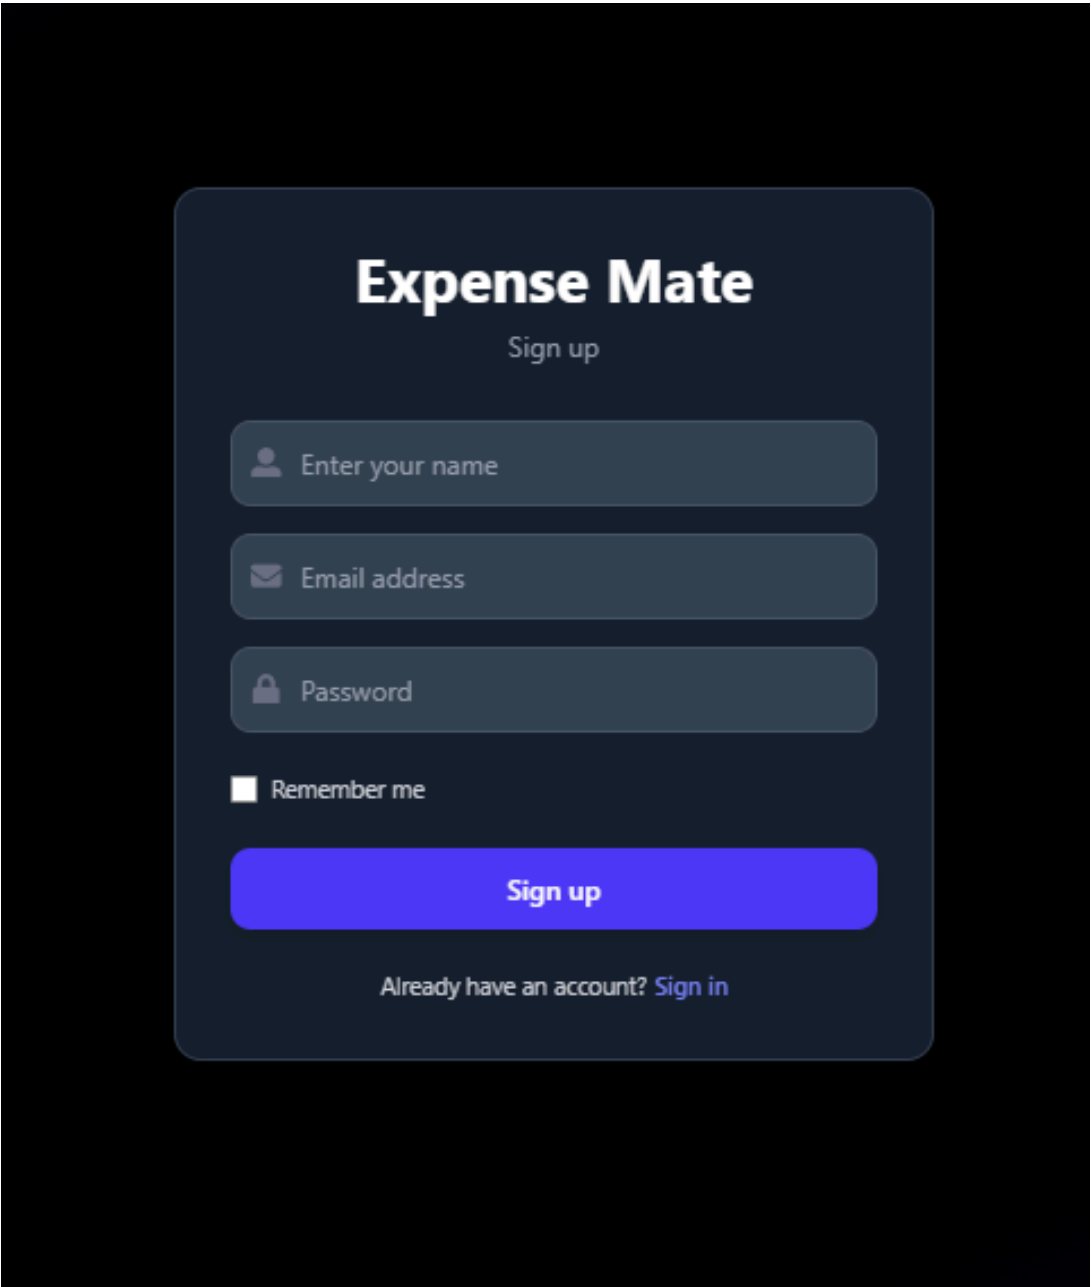 Expense Mate
Sign up
Enter your name
Email address
Password
Remember me
Sign up
Already have an account? Sign in